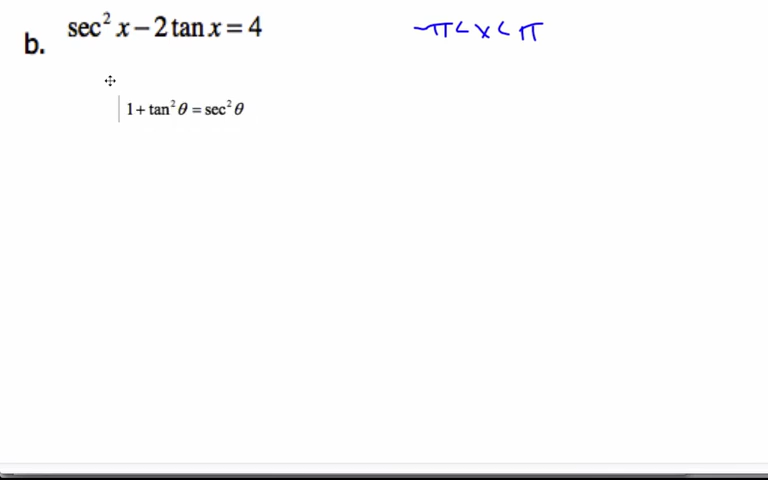 b. sec² x − 2 tan x = 4 -π < x < π
1 + tan² θ = sec² θ